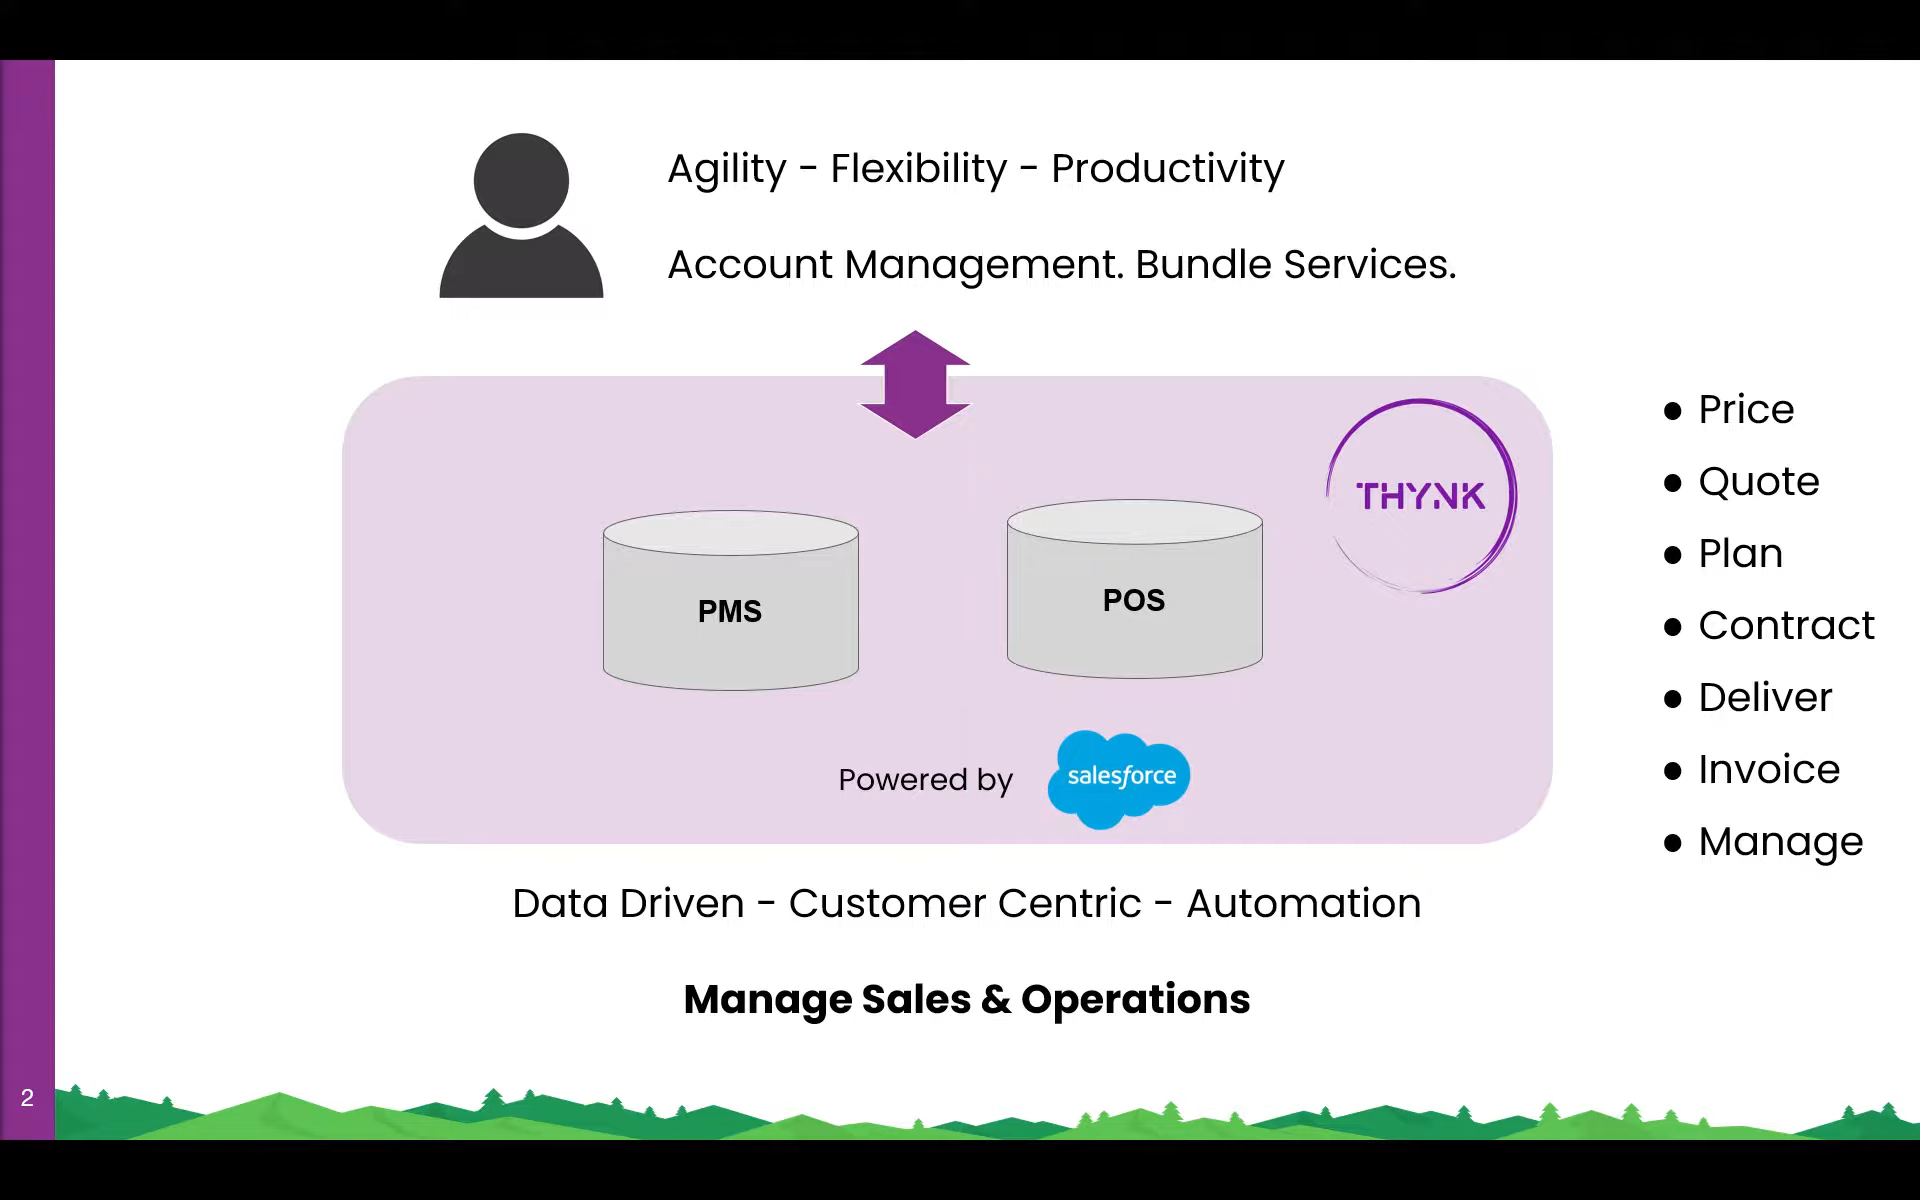 Agility - Flexibility - Productivity
Account Management. Bundle Services.
THYNK
PMS
POS
Powered by
salesforce
● Price
● Quote
● Plan
● Contract
● Deliver
● Invoice
● Manage
Data Driven - Customer Centric - Automation
Manage Sales & Operations
2